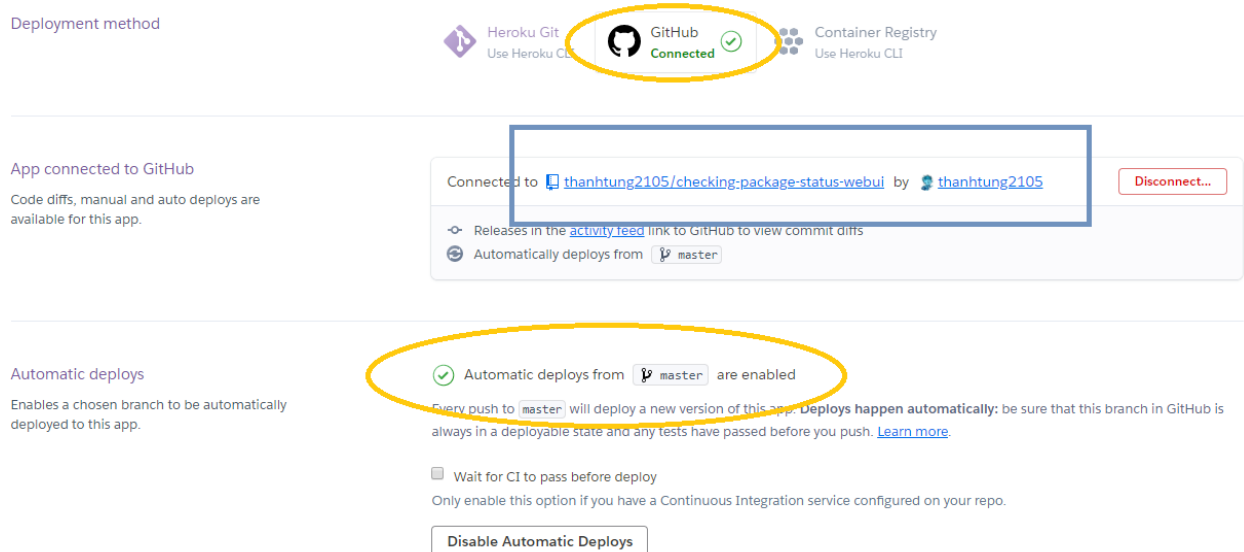 Deployment method
Heroku Git
Use Heroku CLI
GitHub
Connected
Container Registry
Use Heroku CLI
App connected to GitHub
Code diffs, manual and auto deploys are
available for this app.
Connected to thanhtung2105/checking-package-status-webui by thanhtung2105
Disconnect...
Releases in the activity feed link to GitHub to view commit diffs
Automatically deploys from master
Automatic deploys
Enables a chosen branch to be automatically
deployed to this app.
Automatic deploys from master are enabled
Every push to master will deploy a new version of this app. Deploys happen automatically: be sure that this branch in GitHub is
always in a deployable state and any tests have passed before you push. Learn more.
Wait for CI to pass before deploy
Only enable this option if you have a Continuous Integration service configured on your repo.
Disable Automatic Deploys